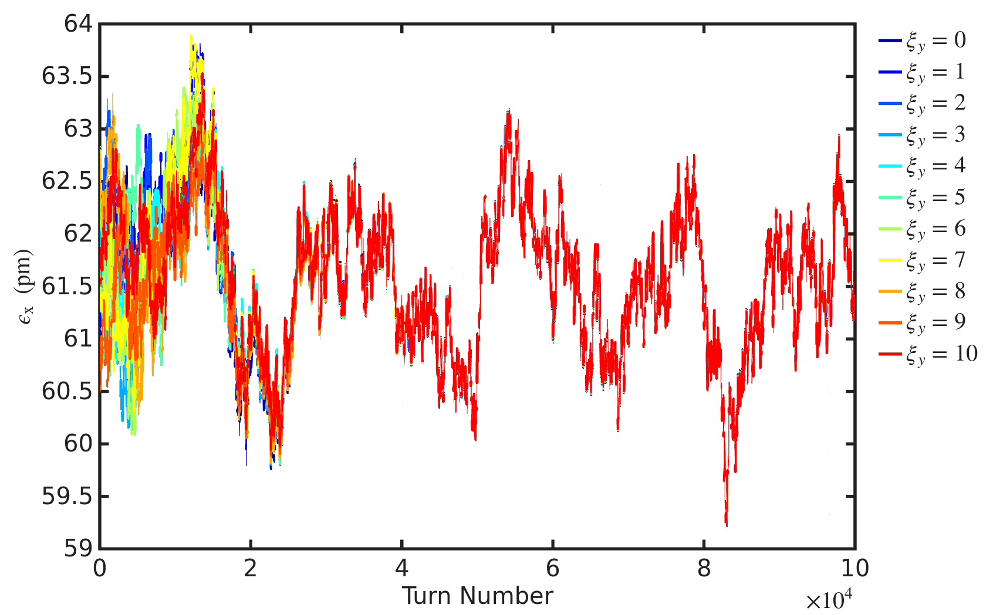 64
63.5
63
62.5
62
61.5
61
60.5
60
59.5
59
ϵx (pm)
0 2 4 6 8 10
Turn Number
×10⁴
ξy = 0
ξy = 1
ξy = 2
ξy = 3
ξy = 4
ξy = 5
ξy = 6
ξy = 7
ξy = 8
ξy = 9
ξy = 10